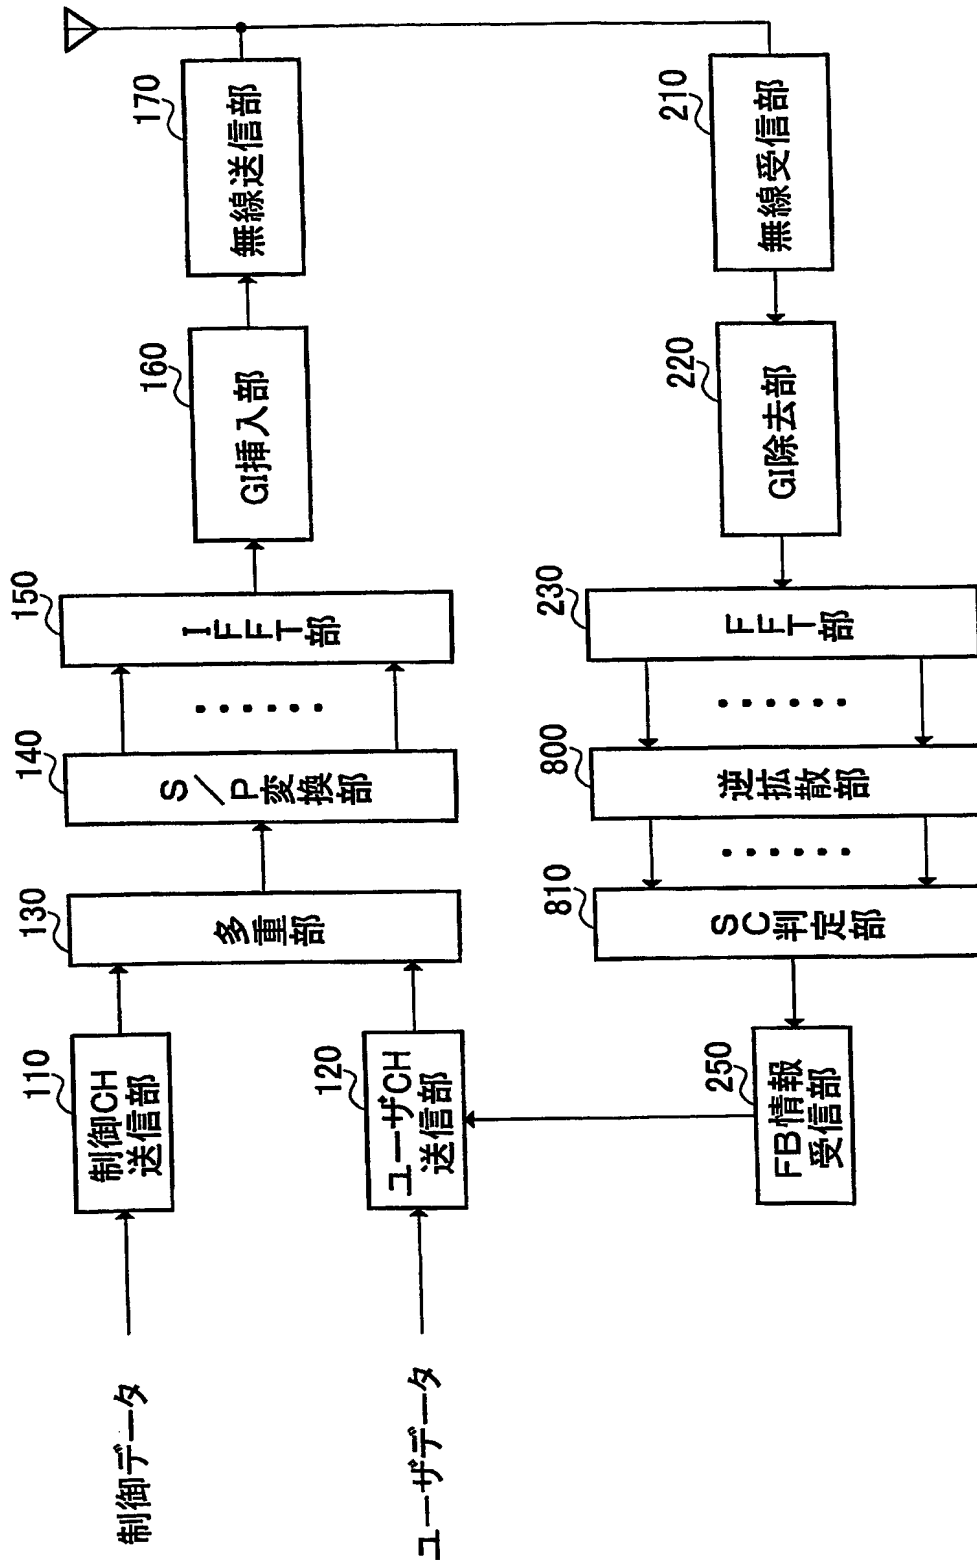 制御データ
110
制御CH
送信部
ユーザデータ
120
ユーザCH
送信部
130
多重部
140
S/P変換部
150
IFFT部
160
GI挿入部
170
無線送信部
210
無線受信部
220
GI除去部
230
FFT部
800
逆拡散部
810
SC判定部
250
FB情報
受信部